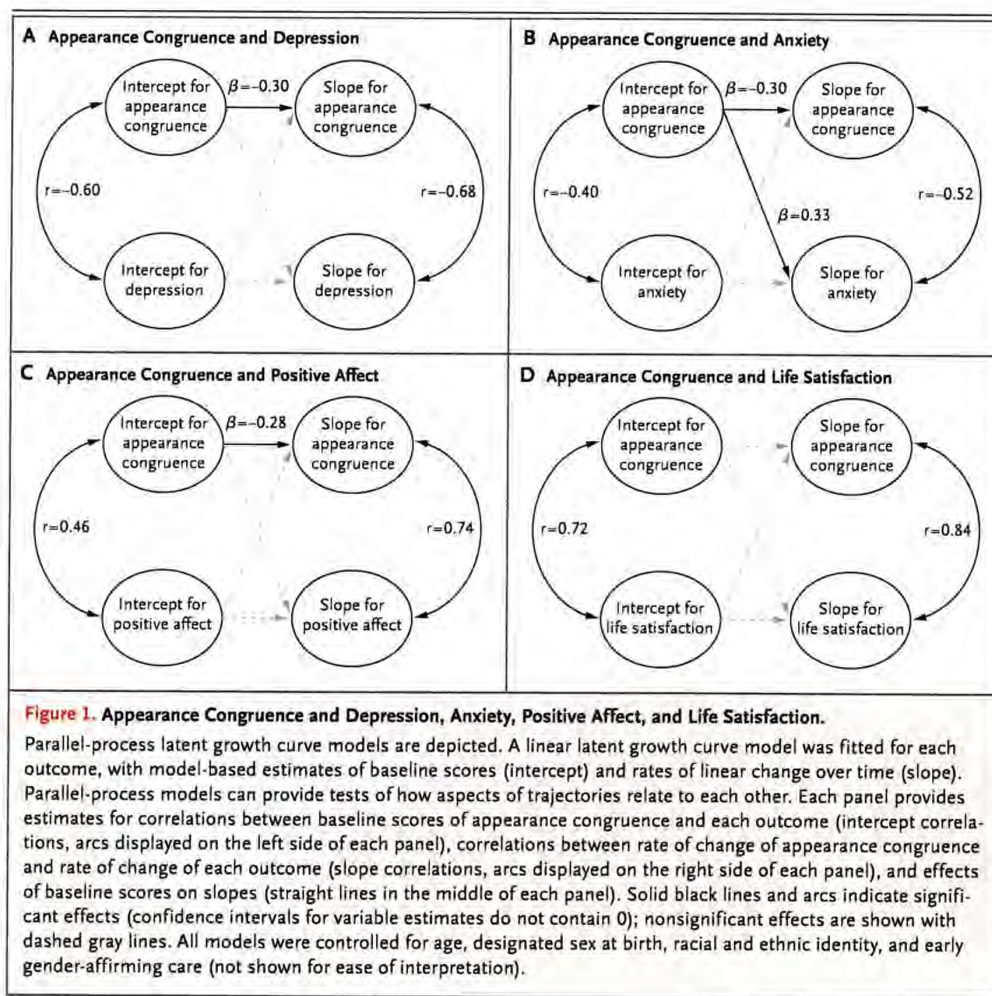 A Appearance Congruence and Depression
Intercept for
appearance
congruence
β=−0.30
Slope for
appearance
congruence
r=−0.60
r=−0.68
Intercept for
depression
Slope for
depression
B Appearance Congruence and Anxiety
Intercept for
appearance
congruence
β=−0.30
Slope for
appearance
congruence
r=−0.40
r=−0.52
β=0.33
Intercept for
anxiety
Slope for
anxiety
C Appearance Congruence and Positive Affect
Intercept for
appearance
congruence
β=−0.28
Slope for
appearance
congruence
r=0.46
r=0.74
Intercept for
positive affect
Slope for
positive affect
D Appearance Congruence and Life Satisfaction
Intercept for
appearance
congruence
Slope for
appearance
congruence
r=0.72
r=0.84
Intercept for
life satisfaction
Slope for
life satisfaction
Figure 1. Appearance Congruence and Depression, Anxiety, Positive Affect, and Life Satisfaction.
Parallel-process latent growth curve models are depicted. A linear latent growth curve model was fitted for each
outcome, with model-based estimates of baseline scores (intercept) and rates of linear change over time (slope).
Parallel-process models can provide tests of how aspects of trajectories relate to each other. Each panel provides
estimates for correlations between baseline scores of appearance congruence and each outcome (intercept correla-
tions, arcs displayed on the left side of each panel), correlations between rate of change of appearance congruence
and rate of change of each outcome (slope correlations, arcs displayed on the right side of each panel), and effects
of baseline scores on slopes (straight lines in the middle of each panel). Solid black lines and arcs indicate signifi-
cant effects (confidence intervals for variable estimates do not contain 0); nonsignificant effects are shown with
dashed gray lines. All models were controlled for age, designated sex at birth, racial and ethnic identity, and early
gender-affirming care (not shown for ease of interpretation).